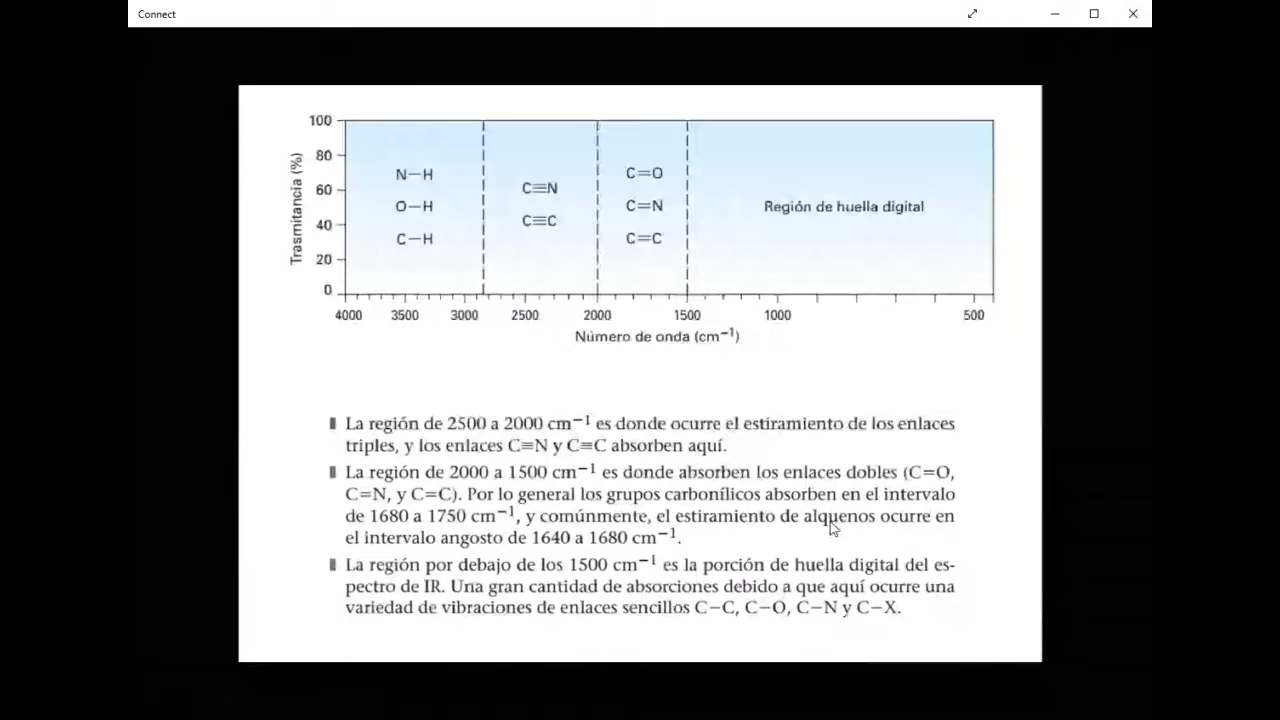 Connect
100
80
60
40
20
0
Trasmitancia (%)
N—H
O—H
C—H
C≡N
C≡C
C=O
C=N
C=C
Región de huella digital
4000 3500 3000 2500 2000 1500 1000 500
Número de onda (cm−1)
La región de 2500 a 2000 cm−1 es donde ocurre el estiramiento de los enlaces
triples, y los enlaces C≡N y C≡C absorben aquí.
La región de 2000 a 1500 cm−1 es donde absorben los enlaces dobles (C=O,
C=N, y C=C). Por lo general los grupos carbonílicos absorben en el intervalo
de 1680 a 1750 cm−1, y comúnmente, el estiramiento de alquenos ocurre en
el intervalo angosto de 1640 a 1680 cm−1.
La región por debajo de los 1500 cm−1 es la porción de huella digital del es-
pectro de IR. Una gran cantidad de absorciones debido a que aquí ocurre una
variedad de vibraciones de enlaces sencillos C−C, C−O, C−N y C−X.